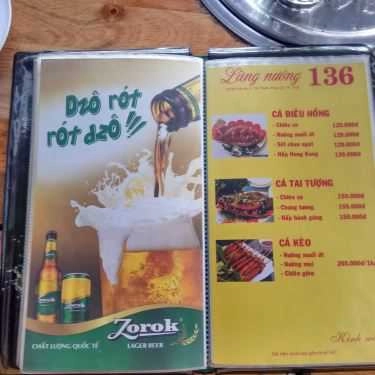 Dzô rót
rót dzô!!!
Zorok
Zorok
Zorok
LAGER BEER
CHẤT LƯỢNG QUỐC TẾ
Làng nướng 136
CÁ ĐIÊU HỒNG
- Chiên xù 120.000đ
- Nướng muối ớt 120.000đ
- Sốt chua ngọt 120.000đ
- Hấp Hong Kong 130.000đ
CÁ TAI TƯỢNG
- Chiên xù 150.000đ
- Chưng tương 150.000đ
- Hấp hành gừng 150.000đ
CÁ KÈO
- Nướng muối ớt
- Nướng mọi 200.000đ
- Chiên giòn
Kính